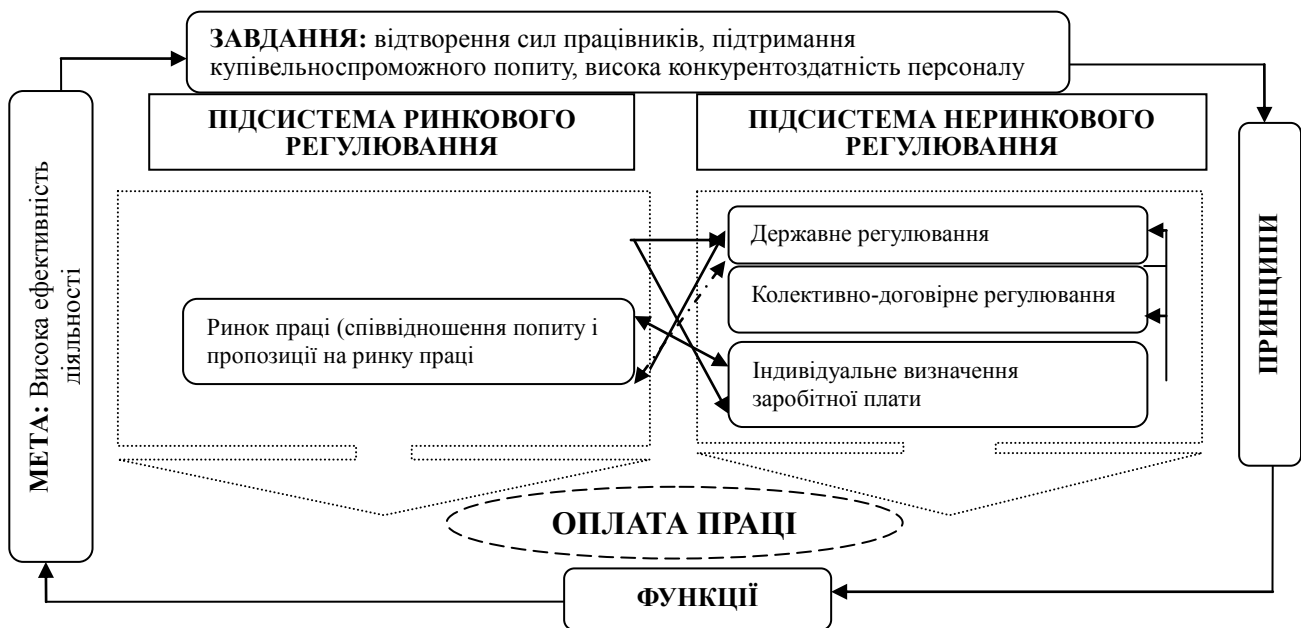 ЗАВДАННЯ: відтворення сил працівників, підтримання
купівельноспроможного попиту, висока конкурентоздатність персоналу
ПІДСИСТЕМА РИНКОВОГО
РЕГУЛЮВАННЯ
ПІДСИСТЕМА НЕРИНКОВОГО
РЕГУЛЮВАННЯ
МЕТА: Висока ефективність
діяльності
Ринок праці (співвідношення попиту і
пропозиції на ринку праці
Державне регулювання
Колективно-договірне регулювання
Індивідуальне визначення
заробітної плати
ПРИНЦИПИ
ОПЛАТА ПРАЦІ
ФУНКЦІЇ